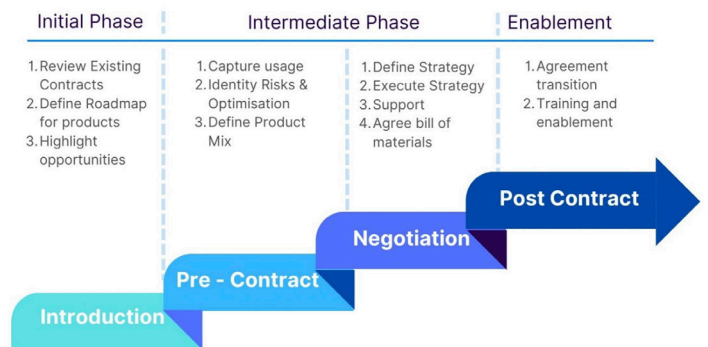 Initial Phase
Intermediate Phase
Enablement
1. Review Existing
Contracts
2. Define Roadmap
for products
3. Highlight
opportunities
1. Capture usage
2. Identity Risks &
Optimisation
3. Define Product
Mix
1. Define Strategy
2. Execute Strategy
3. Support
4. Agree bill of
materials
1. Agreement
transition
2. Training and
enablement
Post Contract
Negotiation
Pre - Contract
Introduction